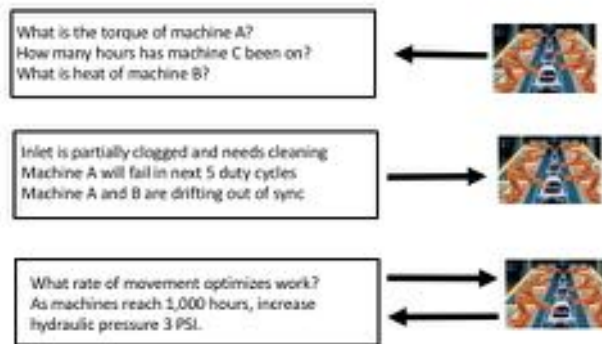 What is the torque of machine A?
How many hours has machine C been on?
What is heat of machine B?
Inlet is partially clogged and needs cleaning
Machine A will fail in next 5 duty cycles
Machine A and B are drifting out of sync
What rate of movement optimizes work?
As machines reach 1,000 hours, increase
hydraulic pressure 3 PSI.